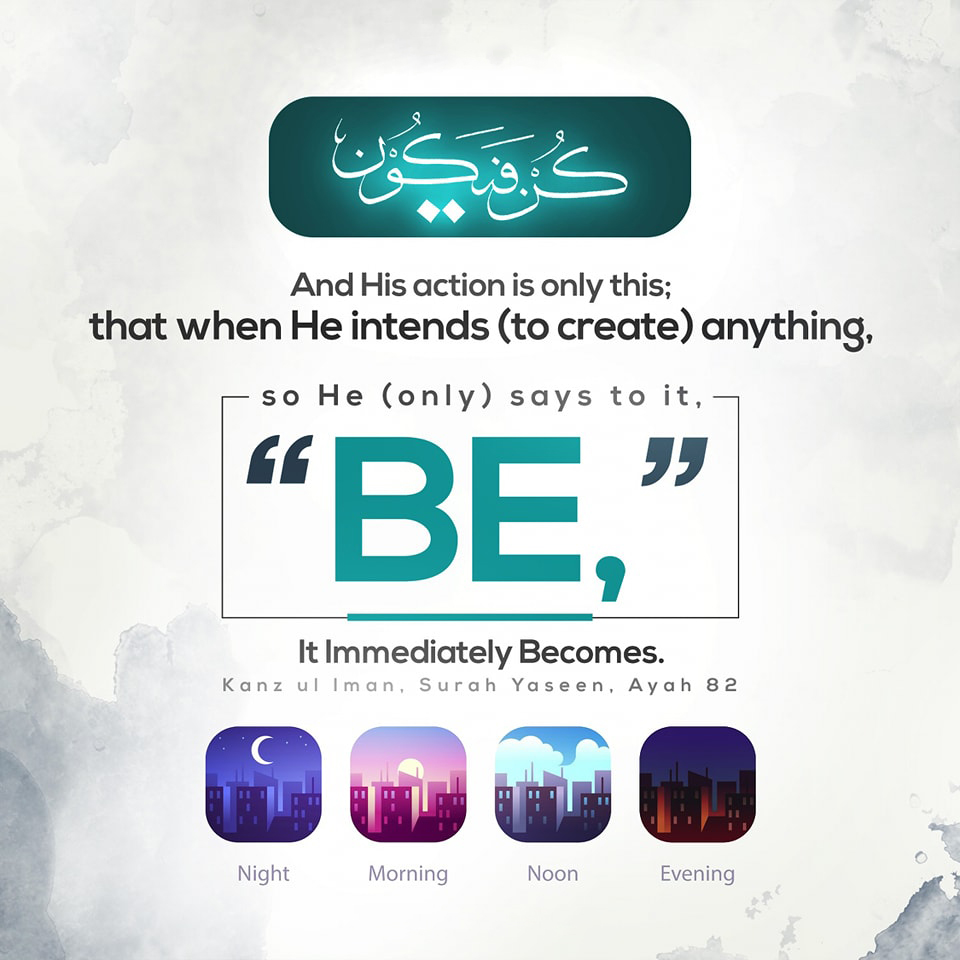 كُن فَيَكُوْن
And His action is only this;
that when He intends (to create) anything,
so He (only) says to it,
“BE,”
It Immediately Becomes.
Kanz ul Iman, Surah Yaseen, Ayah 82
Night Morning Noon Evening